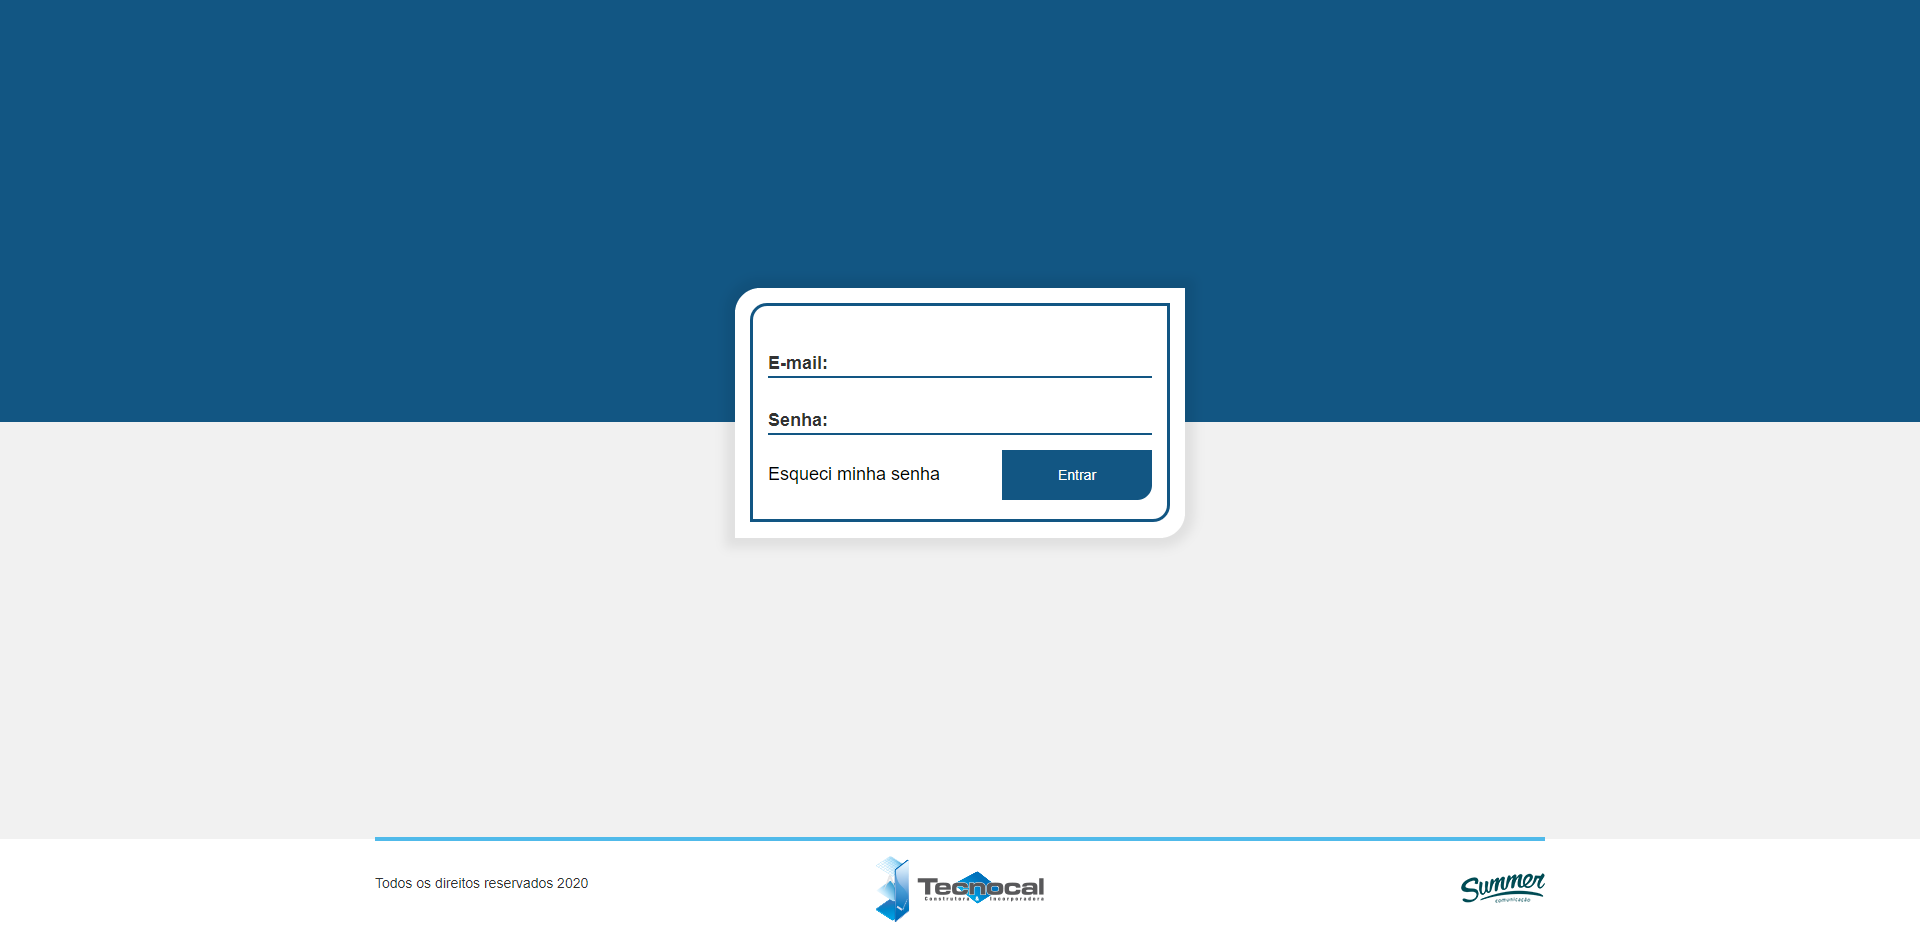 E-mail:
Senha:
Esqueci minha senha
Entrar
Todos os direitos reservados 2020
Tecnocal
Construtora & Incorporadora
Summer
comunicação